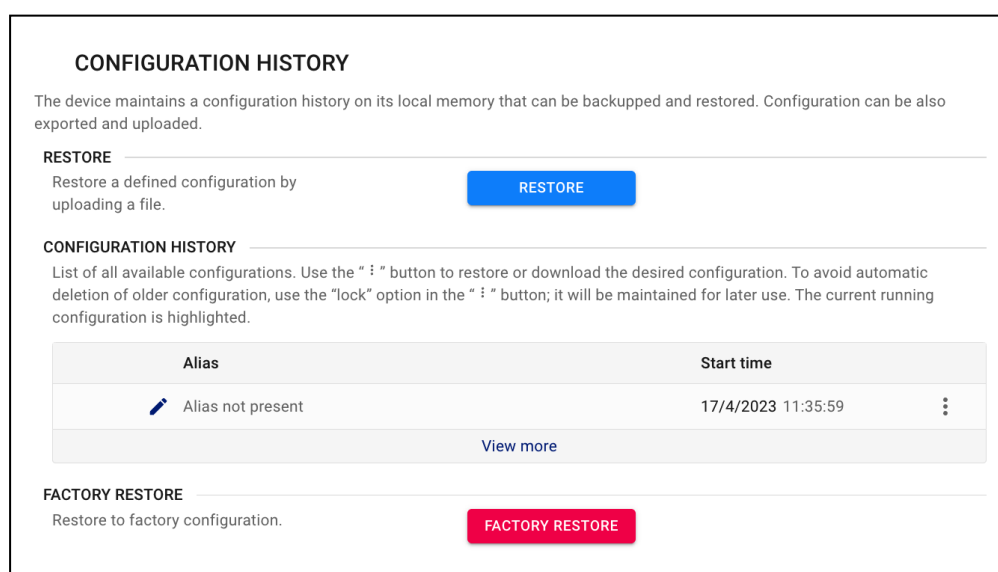 CONFIGURATION HISTORY
The device maintains a configuration history on its local memory that can be backupped and restored. Configuration can be also
exported and uploaded.
RESTORE
Restore a defined configuration by
uploading a file.
RESTORE
CONFIGURATION HISTORY
List of all available configurations. Use the “ ⋮ ” button to restore or download the desired configuration. To avoid automatic
deletion of older configuration, use the “lock” option in the “ ⋮ ” button; it will be maintained for later use. The current running
configuration is highlighted.
Alias Start time
Alias not present 17/4/2023 11:35:59
View more
FACTORY RESTORE
Restore to factory configuration.
FACTORY RESTORE